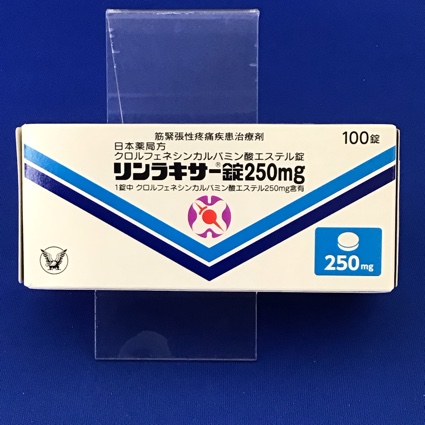 筋緊張性疼痛疾患治療剤
日本薬局方
クロルフェネシンカルバミン酸エステル錠
100錠
リンラキサー®錠250mg
1錠中 クロルフェネシンカルバミン酸エステル250mg含有
250mg